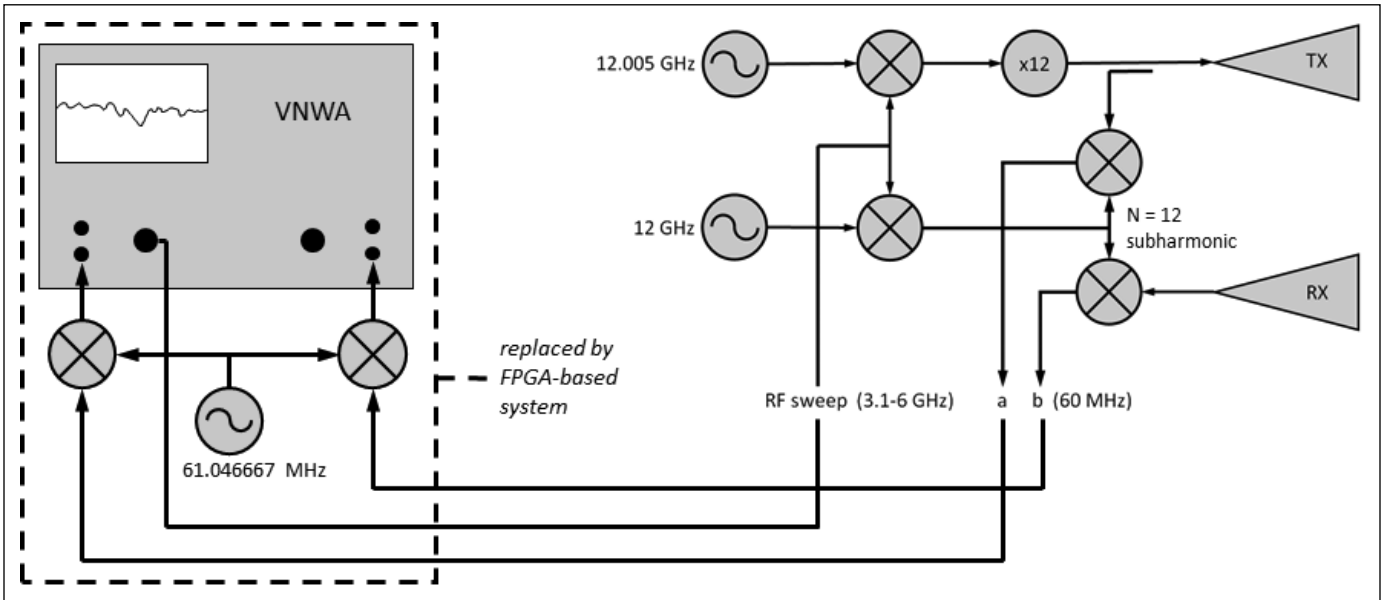 VNWA
61.046667 MHz
replaced by
FPGA-based
system
12.005 GHz
x12
TX
12 GHz
N = 12
subharmonic
RX
RF sweep (3.1-6 GHz)
a
b (60 MHz)